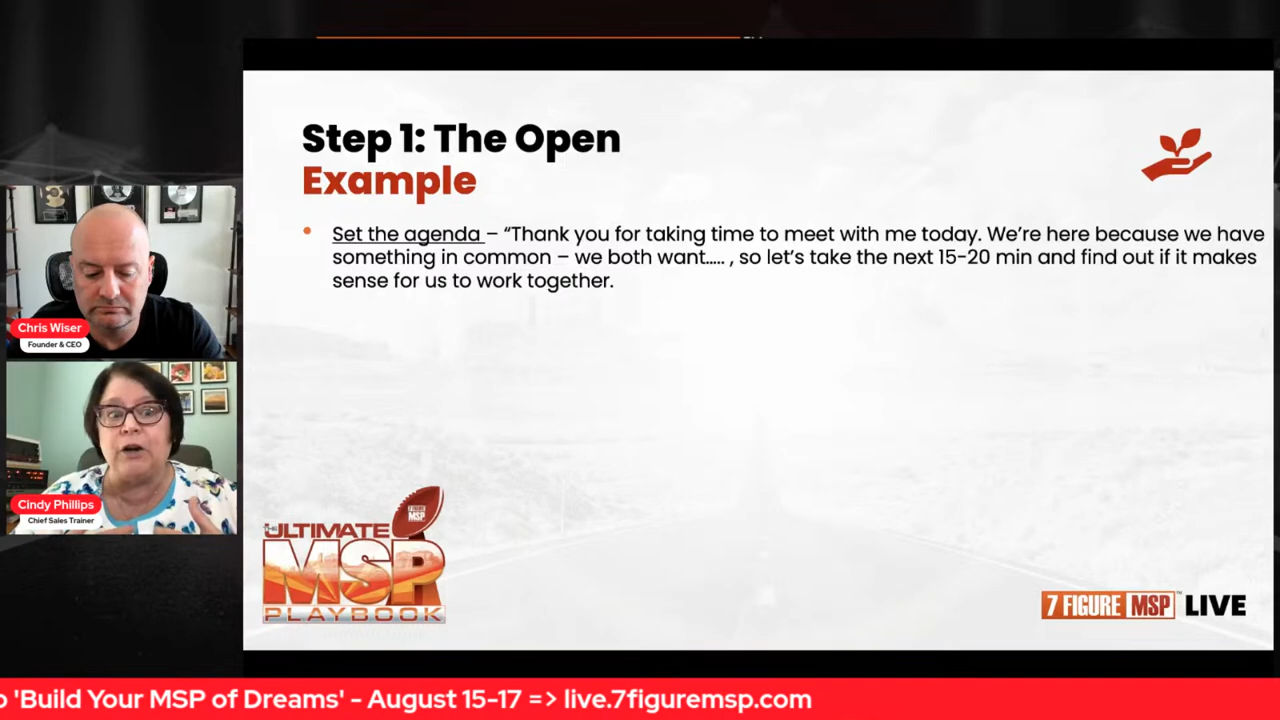 Step 1: The Open
Example
• Set the agenda – “Thank you for taking time to meet with me today. We’re here because we have
something in common – we both want….. , so let’s take the next 15-20 min and find out if it makes
sense for us to work together.
Chris Wiser
Founder & CEO
Cindy Phillips
Chief Sales Trainer
THE
ULTIMATE
MSP
PLAYBOOK
7 FIGURE
MSP
7 FIGURE MSP™ LIVE
o 'Build Your MSP of Dreams' - August 15-17 => live.7figuremsp.com